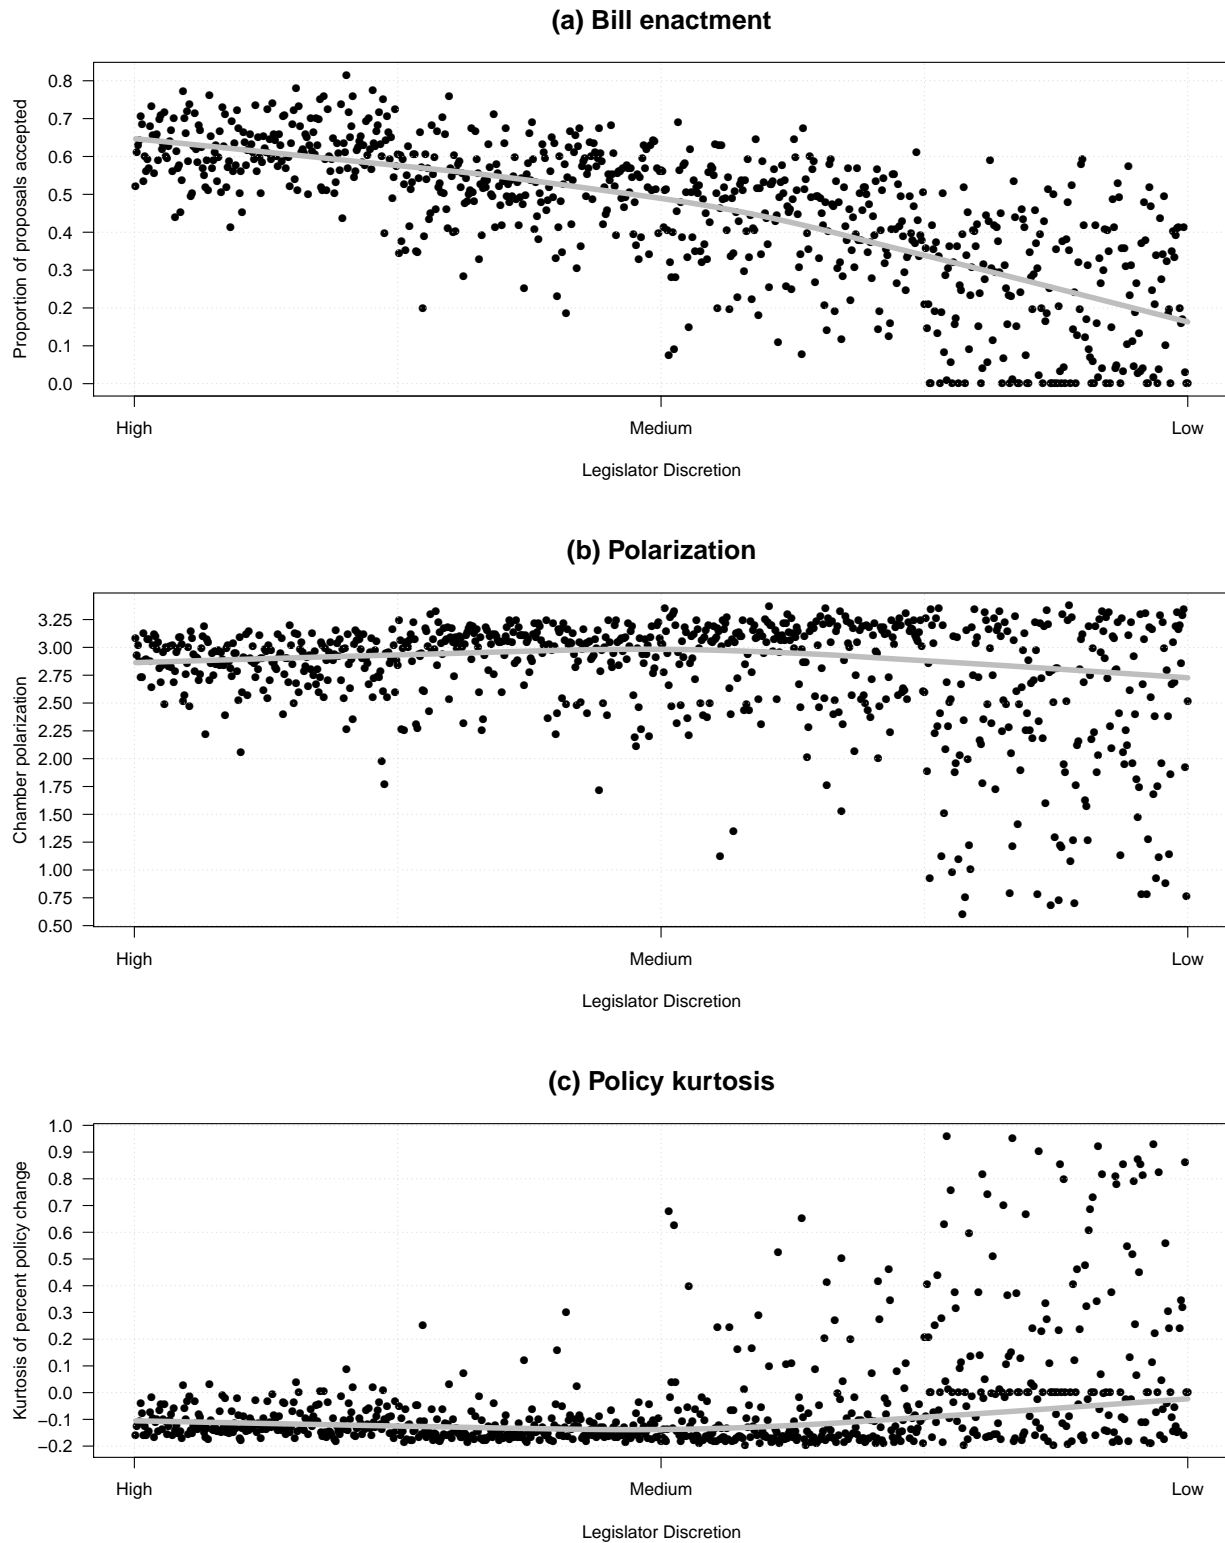 (a) Bill enactment
Proportion of proposals accepted
0.8
0.7
0.6
0.5
0.4
0.3
0.2
0.1
0.0
High Medium Low
Legislator Discretion
(b) Polarization
Chamber polarization
3.25
3.00
2.75
2.50
2.25
2.00
1.75
1.50
1.25
1.00
0.75
0.50
High Medium Low
Legislator Discretion
(c) Policy kurtosis
Kurtosis of percent policy change
1.0
0.9
0.8
0.7
0.6
0.5
0.4
0.3
0.2
0.1
0.0
−0.1
−0.2
High Medium Low
Legislator Discretion